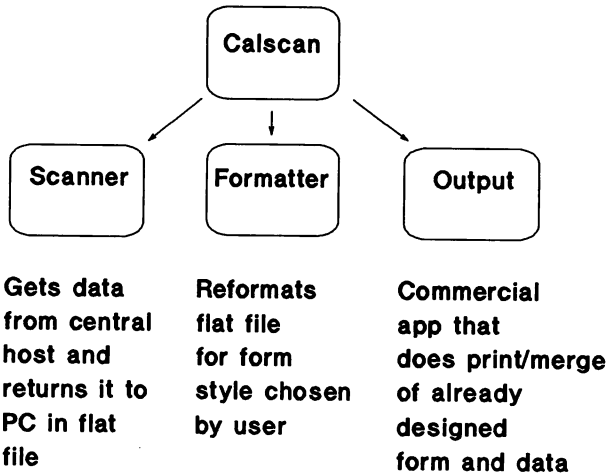 Calscan
Scanner
Formatter
Output
Gets data
from central
host and
returns it to
PC in flat
file
Reformats
flat file
for form
style chosen
by user
Commercial
app that
does print/merge
of already
designed
form and data